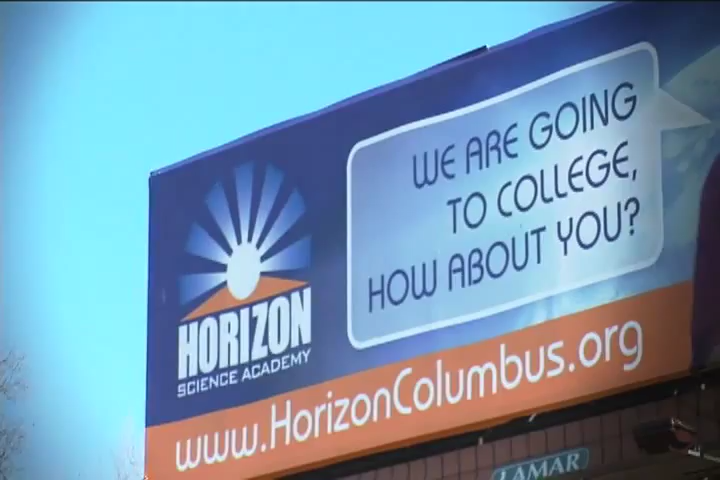 WE ARE GOING
TO COLLEGE,
HOW ABOUT YOU?
HORIZON
SCIENCE ACADEMY
www.HorizonColumbus.org
LAMAR